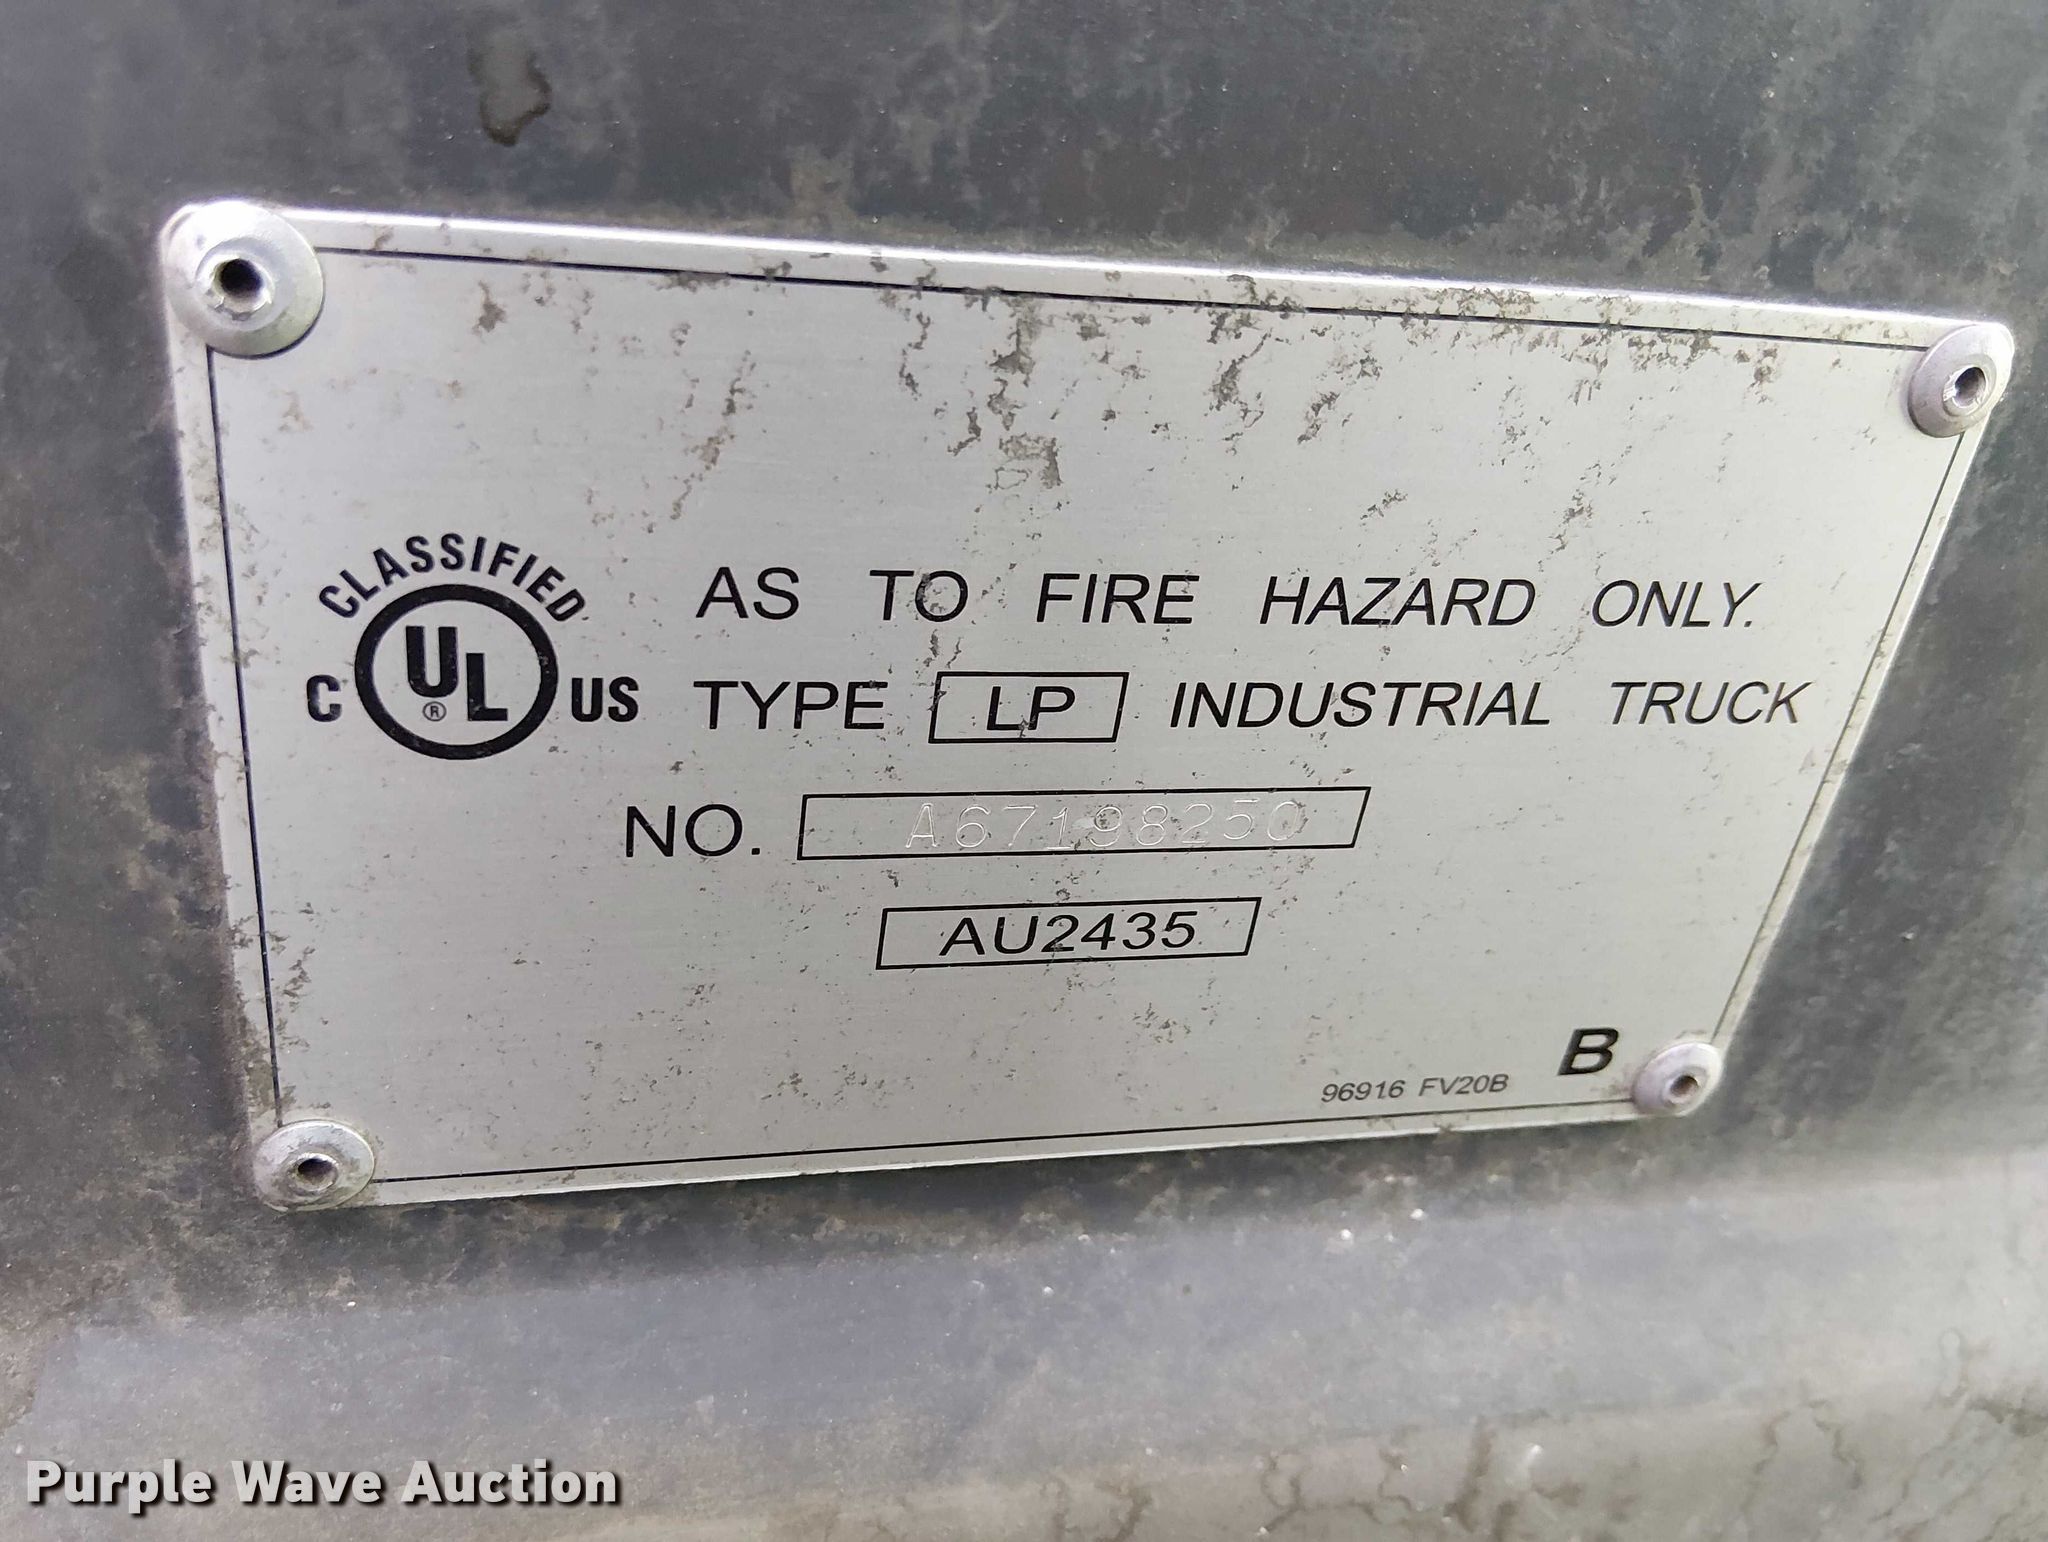 CLASSIFIED
C UL® US
AS TO FIRE HAZARD ONLY.
TYPE LP INDUSTRIAL TRUCK
NO. A67198250
AU2435
B
96916 FV20B
Purple Wave Auction